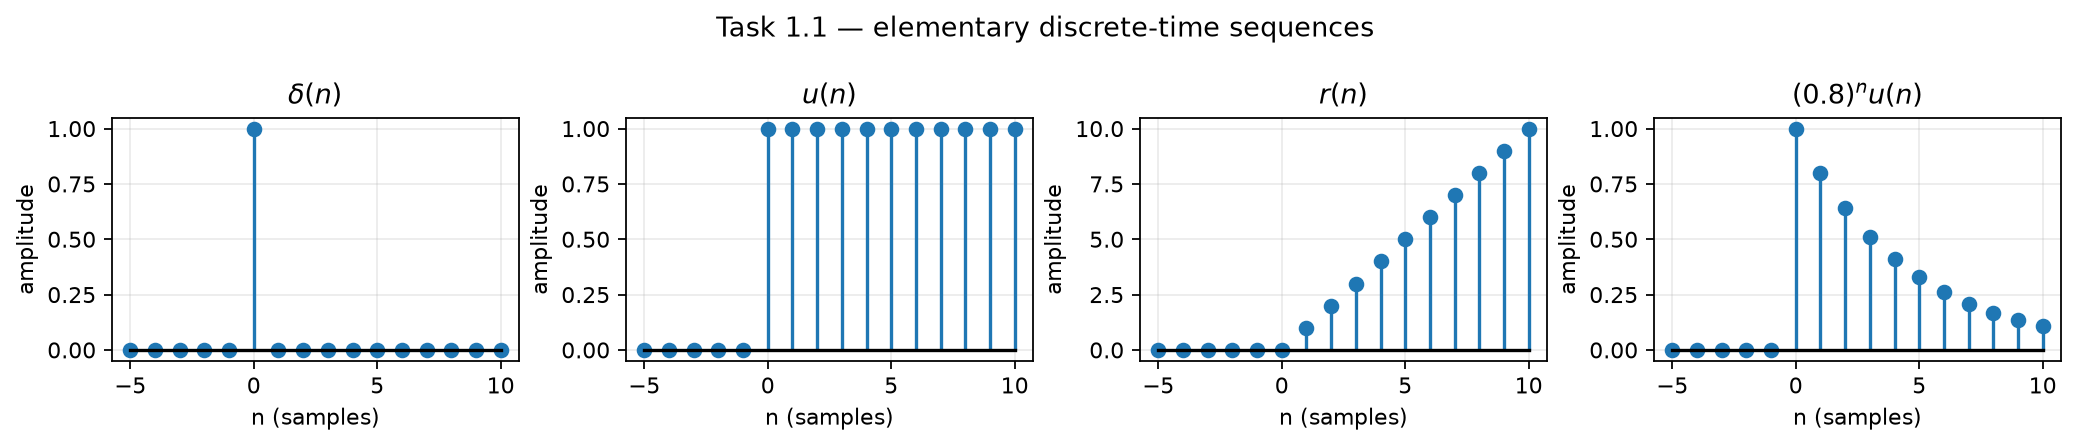 Task 1.1 — elementary discrete-time sequences
δ(n)
1.00
0.75
0.50
0.25
0.00
amplitude
−5 0 5 10
n (samples)
u(n)
1.00
0.75
0.50
0.25
0.00
amplitude
−5 0 5 10
n (samples)
r(n)
10.0
7.5
5.0
2.5
0.0
amplitude
−5 0 5 10
n (samples)
(0.8)ⁿu(n)
1.00
0.75
0.50
0.25
0.00
amplitude
−5 0 5 10
n (samples)